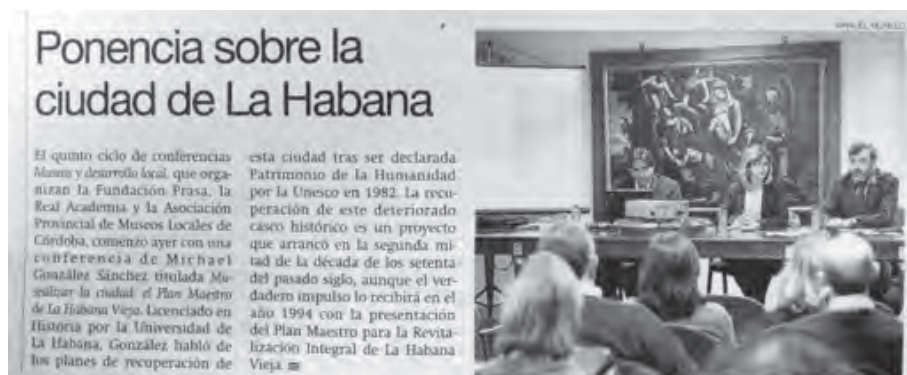 MANUEL MURILLO
Ponencia sobre la
ciudad de La Habana
El quinto ciclo de conferencias
Museos y desarrollo local, que orga-
nizan la Fundación Prasa, la
Real Academia y la Asociación
Provincial de Museos Locales de
Córdoba, comenzó ayer con una
conferencia de Michael
González Sánchez titulada Mu-
sealizar la ciudad: el Plan Maestro
de La Habana Vieja. Licenciado en
Historia por la Universidad de
La Habana, González habló de
los planes de recuperación de
esta ciudad tras ser declarada
Patrimonio de la Humanidad
por la Unesco en 1982. La recu-
peración de este deteriorado
casco histórico es un proyecto
que arrancó en la segunda mi-
tad de la década de los setenta
del pasado siglo, aunque el ver-
dadero impulso lo recibirá en el
año 1994 con la presentación
del Plan Maestro para la Revita-
lización Integral de La Habana
Vieja.